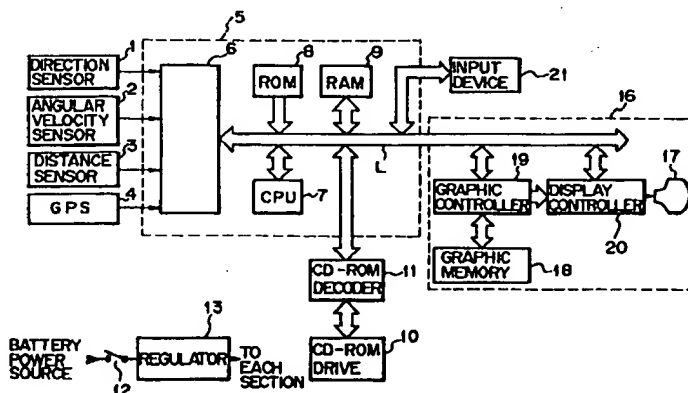 5
1
6
8
9
DIRECTION
SENSOR
ROM
RAM
INPUT
DEVICE
21
2
ANGULAR
VELOCITY
SENSOR
16
3
DISTANCE
SENSOR
L
19
17
4
GPS
CPU
7
GRAPHIC
CONTROLLER
DISPLAY
CONTROLLER
20
11
CD-ROM
DECODER
GRAPHIC
MEMORY
18
13
BATTERY
POWER
SOURCE
12
REGULATOR
TO
EACH
SECTION
10
CD-ROM
DRIVE